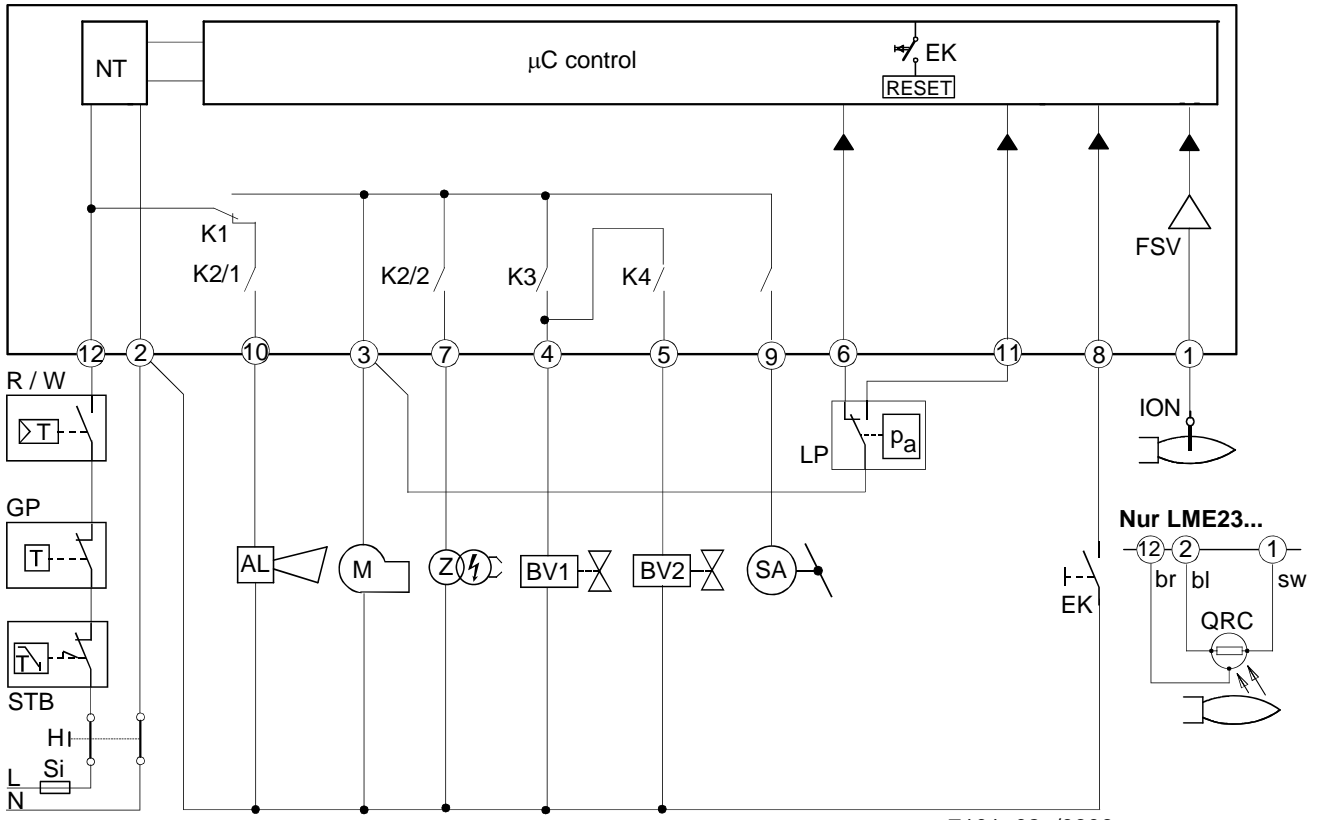 NT
μC control
EK
RESET
K1
K2/1
K2/2
K3
K4
FSV
12
2
10
3
7
4
5
9
6
11
8
1
R / W
T
ION
LP
pa
GP
T
Nur LME23...
12
2
1
br
bl
sw
QRC
AL
M
Z
BV1
BV2
SA
EK
T
STB
H
Si
L
N